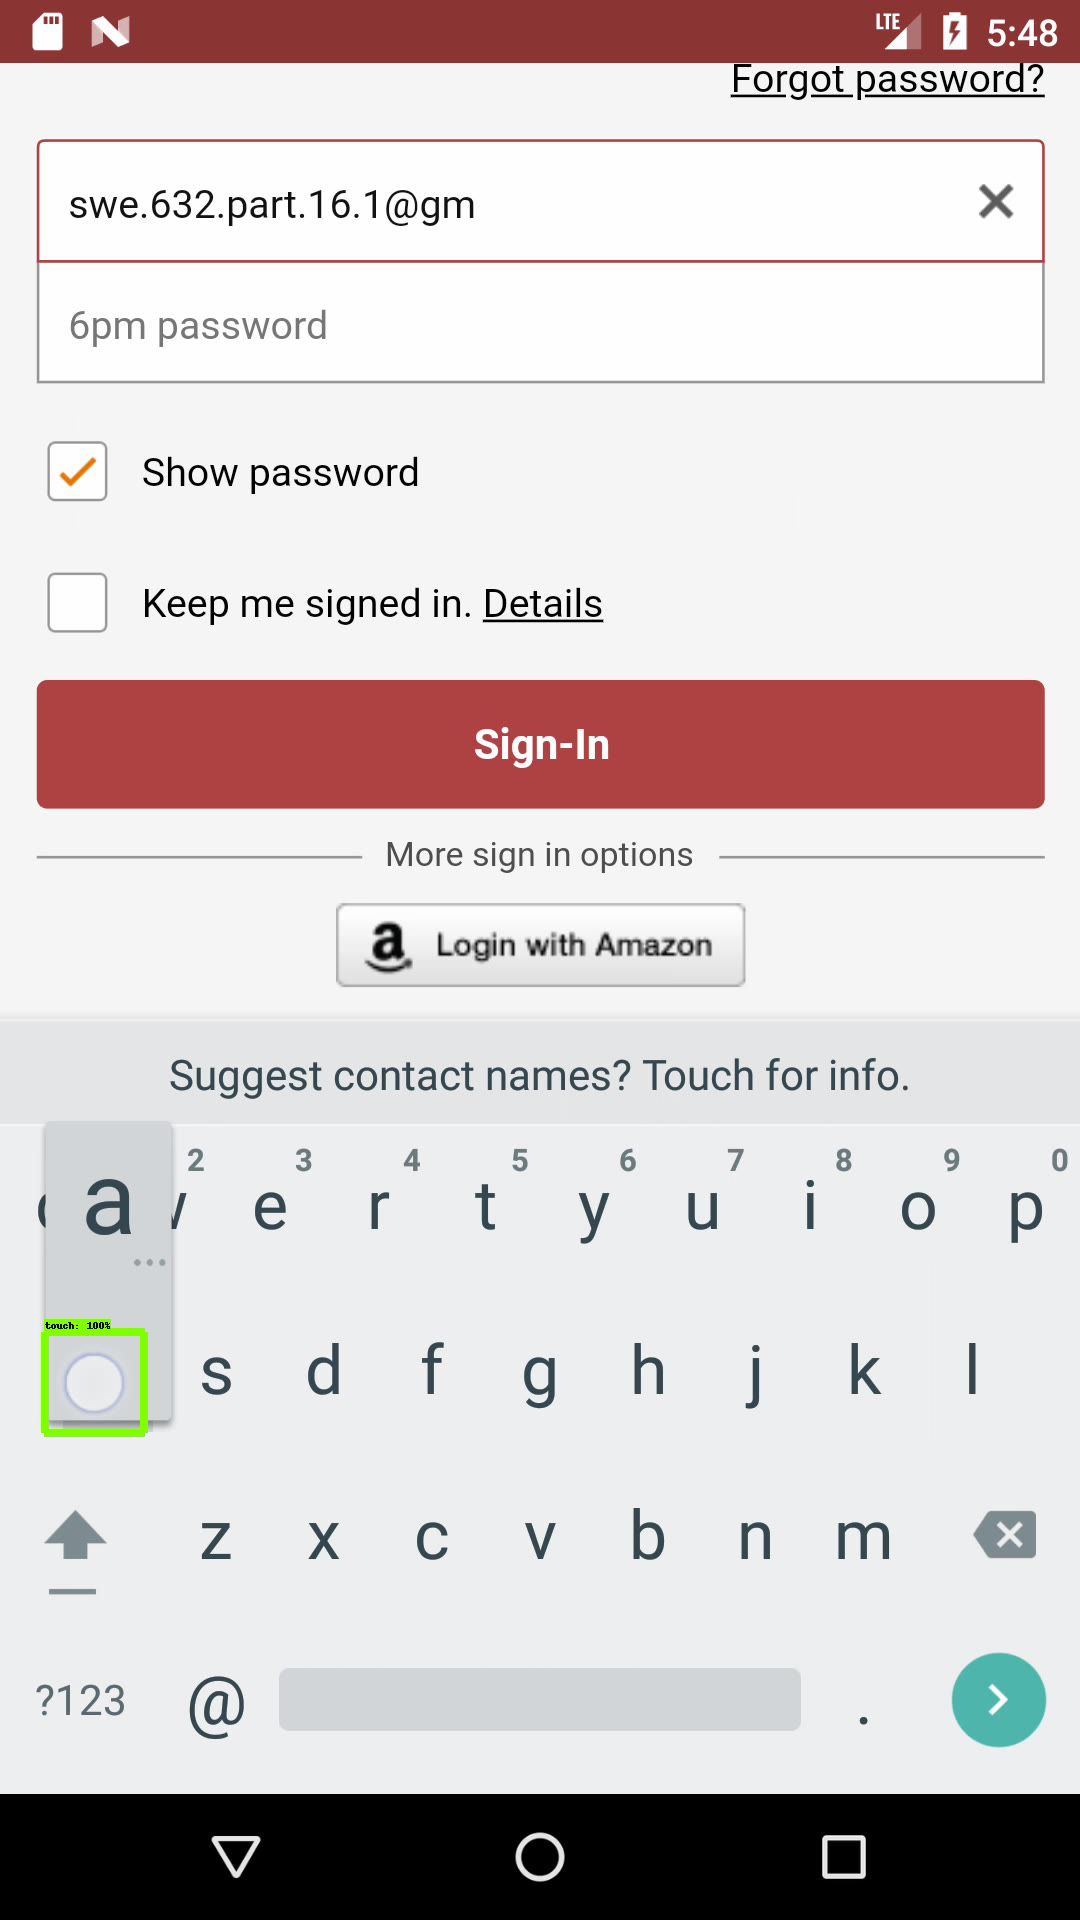 LTE 5:48
Forgot password?
swe.632.part.16.1@gm
6pm password
Show password
Keep me signed in. Details
Sign-In
More sign in options
a Login with Amazon
Suggest contact names? Touch for info.
2 3 4 5 6 7 8 9 0
a e r t y u i o p
touch: 100%
s d f g h j k l
z x c v b n m
?123 @ .